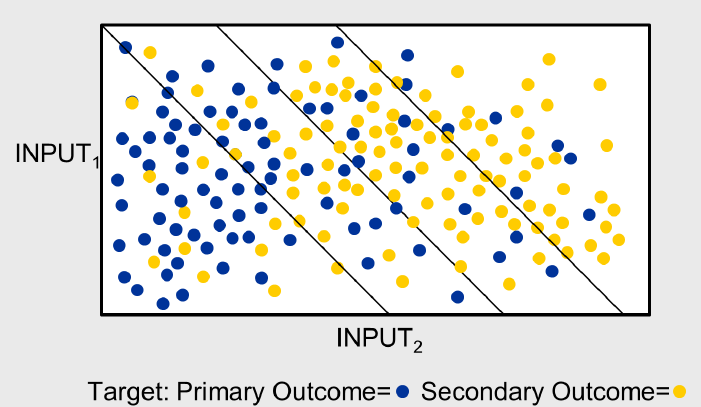 INPUT₁
INPUT₂
Target: Primary Outcome= Secondary Outcome=